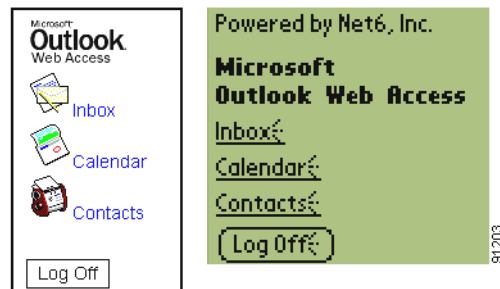 Microsoft
Outlook
Web Access
Inbox
Calendar
Contacts
Log Off
Powered by Net6, Inc.
Microsoft
Outlook Web Access
Inbox
Calendar
Contacts
Log Off
91203